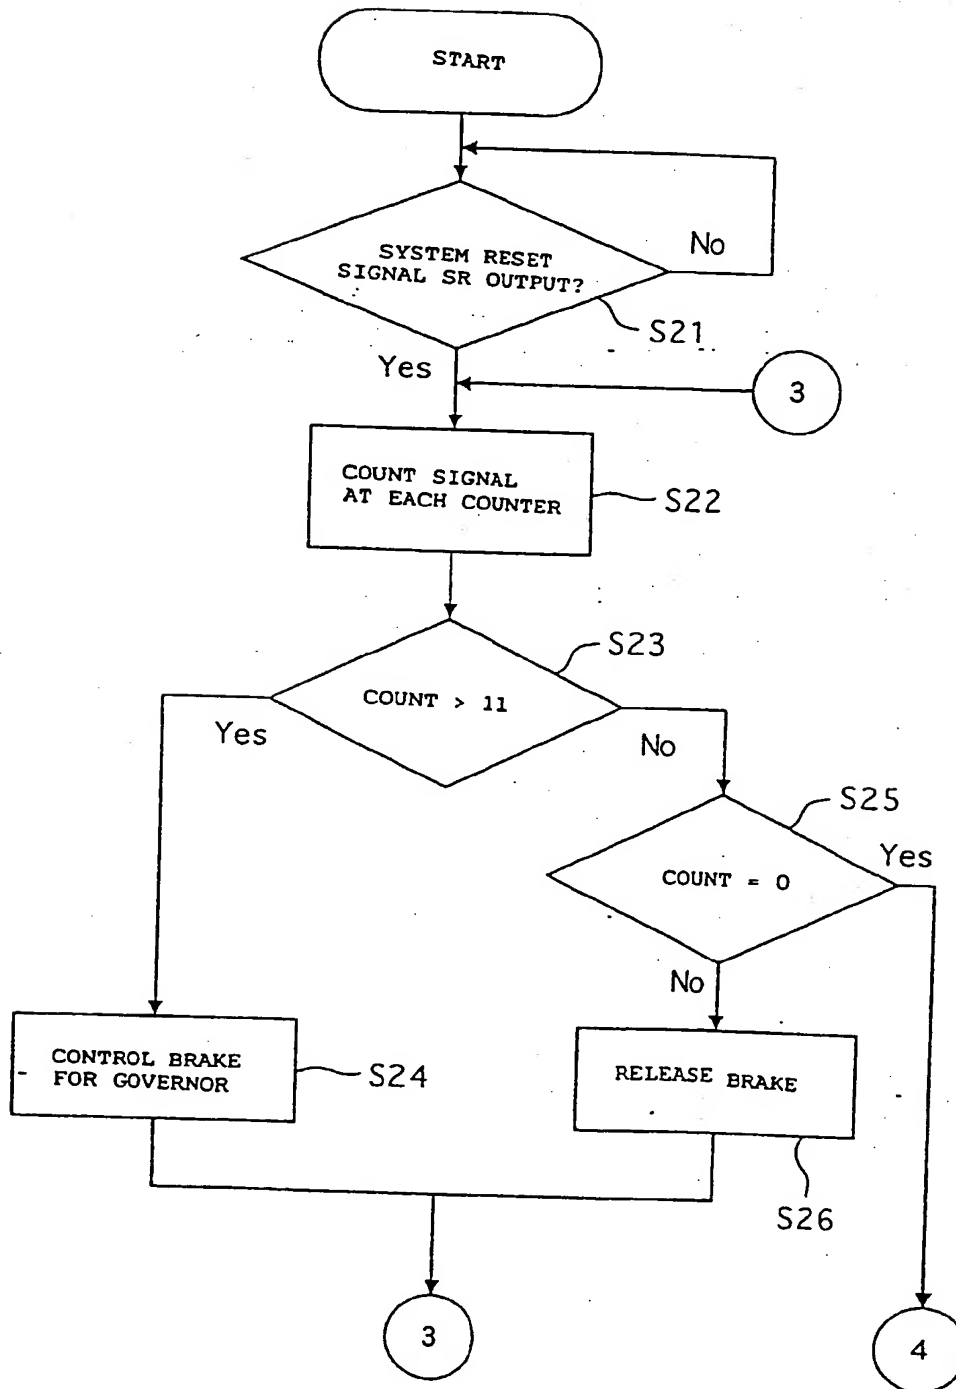 START
SYSTEM RESET
SIGNAL SR OUTPUT?
No
S21
Yes
3
COUNT SIGNAL
AT EACH COUNTER
S22
S23
COUNT > 11
Yes
No
S25
Yes
COUNT = 0
No
CONTROL BRAKE
FOR GOVERNOR
S24
RELEASE BRAKE
S26
3
4